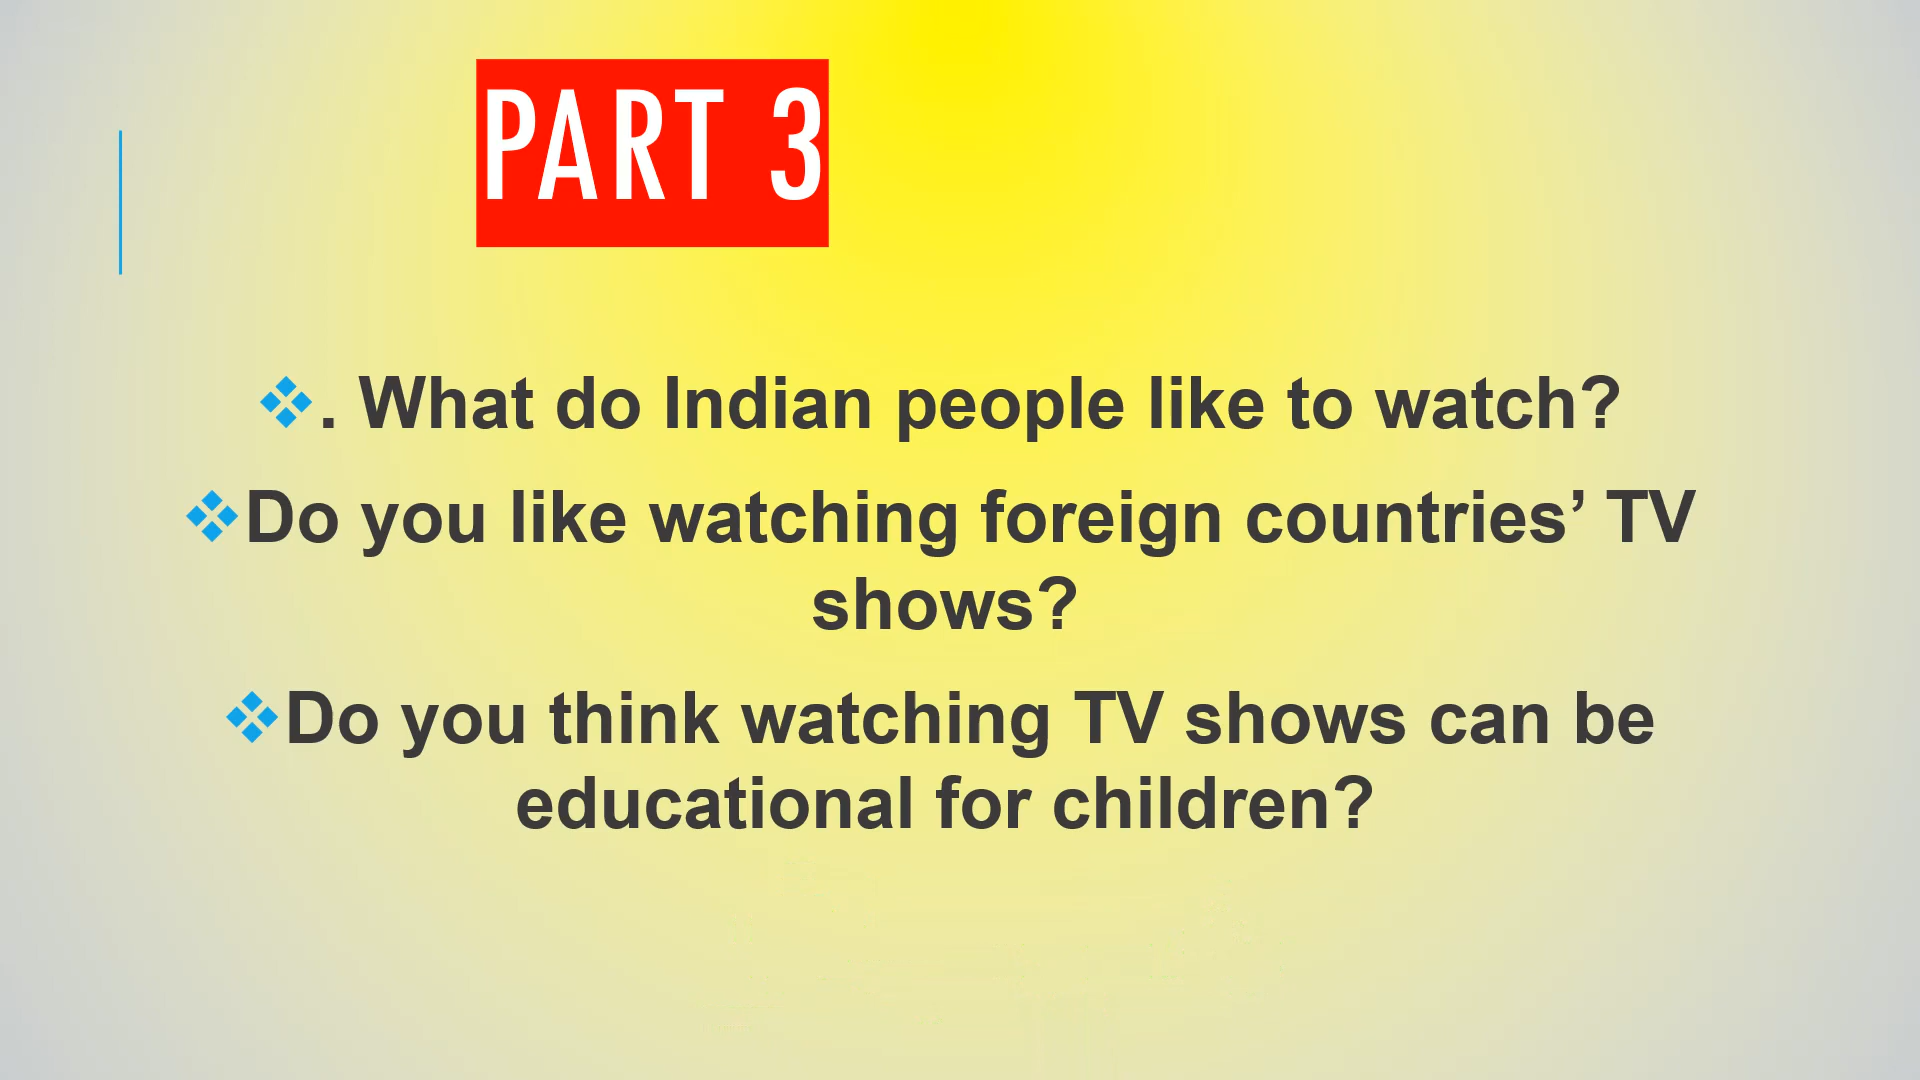 PART 3
❖. What do Indian people like to watch?
❖Do you like watching foreign countries’ TV
shows?
❖Do you think watching TV shows can be
educational for children?